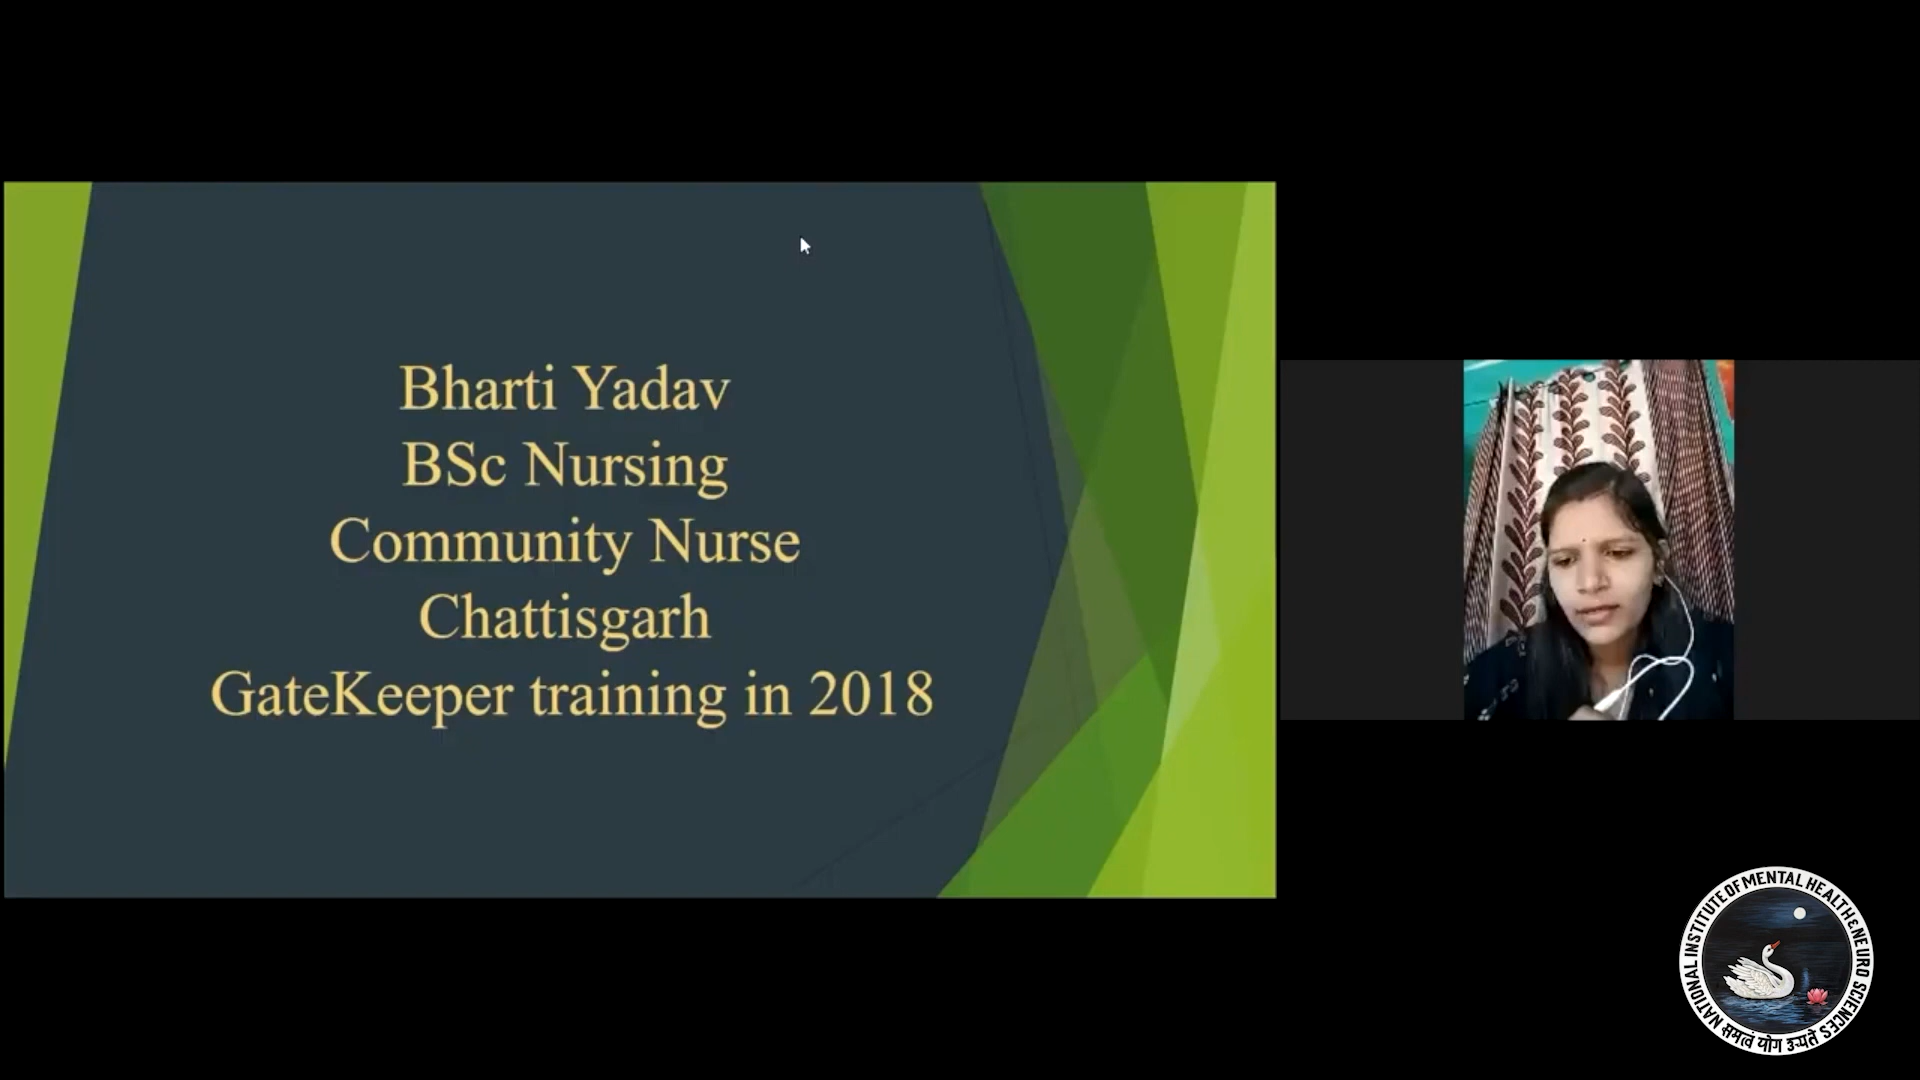 Bharti Yadav
BSc Nursing
Community Nurse
Chattisgarh
GateKeeper training in 2018
NATIONAL INSTITUTE OF MENTAL HEALTH & NEURO SCIENCES
समत्वं योग उच्यते